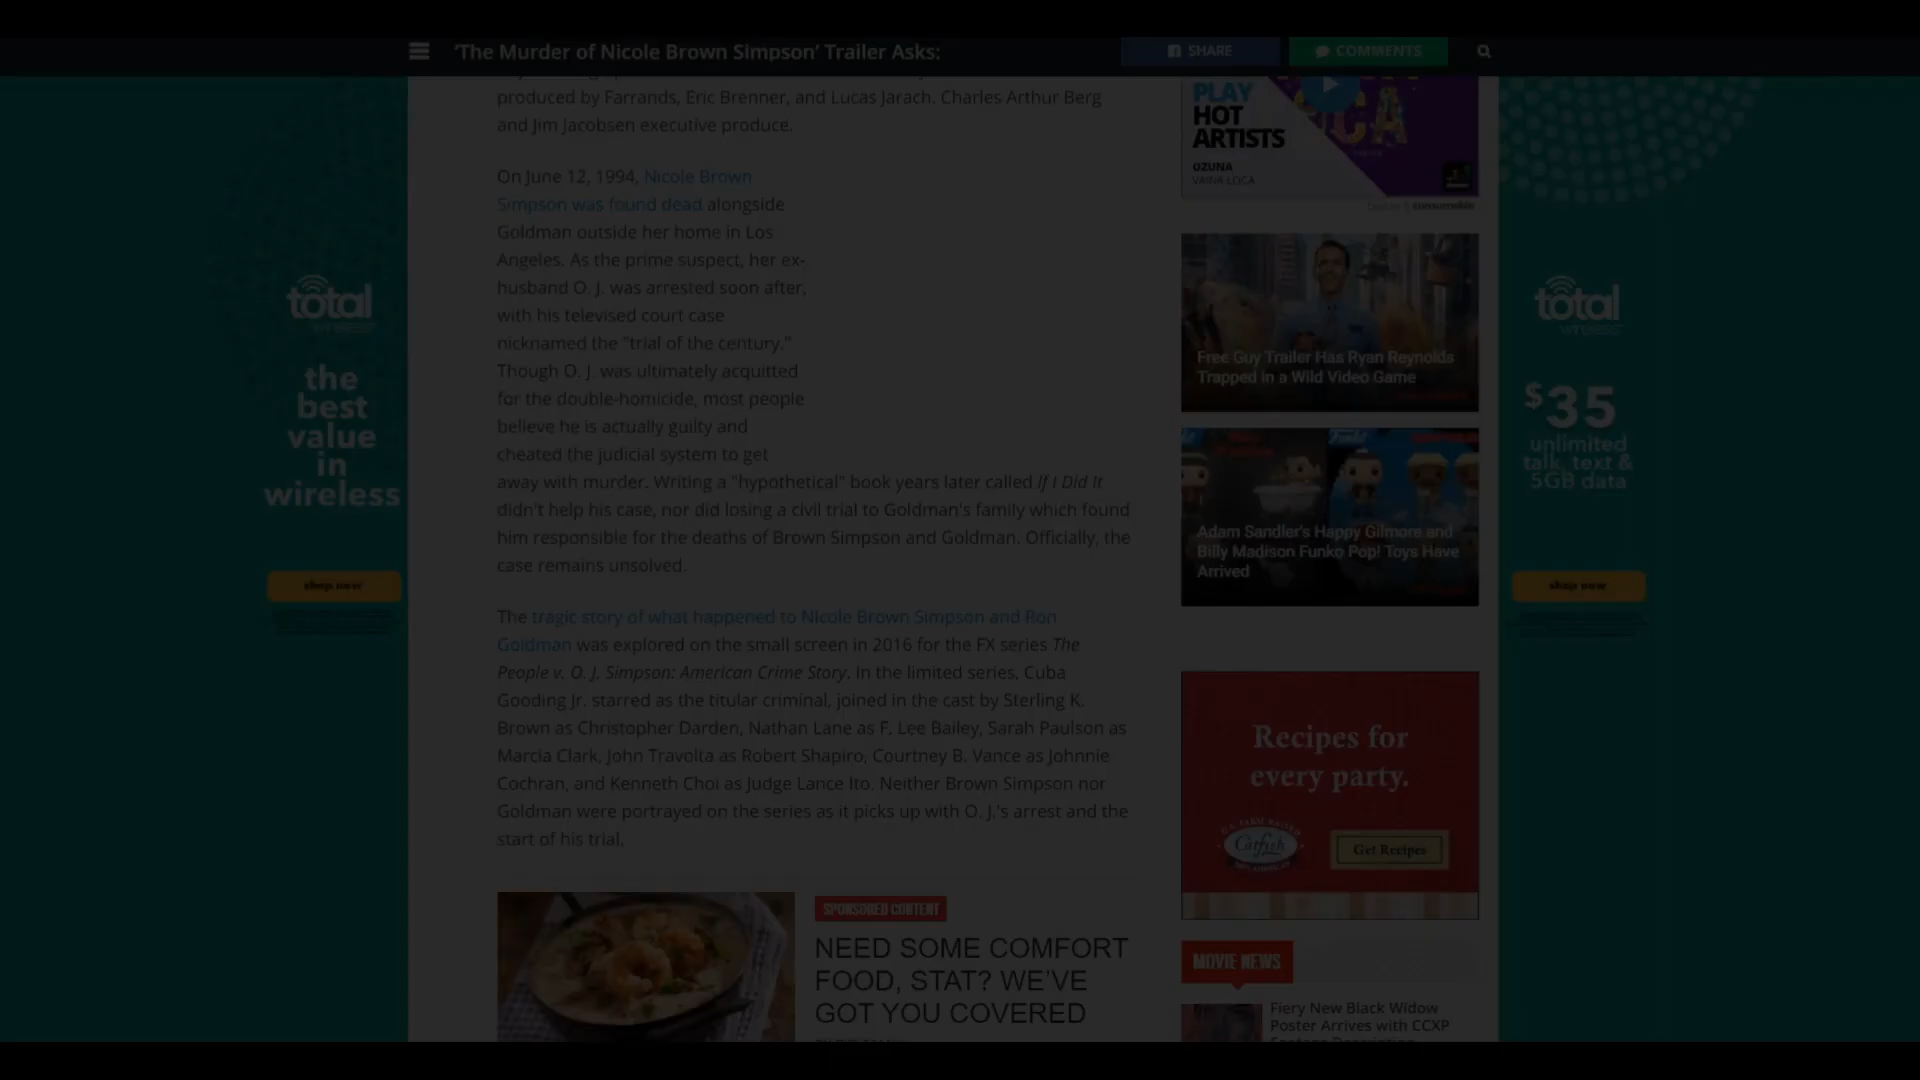 ‘The Murder of Nicole Brown Simpson’ Trailer Asks:
SHARE
COMMENTS
produced by Farrands, Eric Brenner, and Lucas Jarach. Charles Arthur Berg
and Jim Jacobsen executive produce.
On June 12, 1994, Nicole Brown
Simpson was found dead alongside
Goldman outside her home in Los
Angeles. As the prime suspect, her ex-
husband O. J. was arrested soon after,
with his televised court case
nicknamed the "trial of the century."
Though O. J. was ultimately acquitted
for the double-homicide, most people
believe he is actually guilty and
cheated the judicial system to get
away with murder. Writing a "hypothetical" book years later called If I Did It
didn't help his case, nor did losing a civil trial to Goldman's family which found
him responsible for the deaths of Brown Simpson and Goldman. Officially, the
case remains unsolved.
The tragic story of what happened to Nicole Brown Simpson and Ron
Goldman was explored on the small screen in 2016 for the FX series The
People v. O. J. Simpson: American Crime Story. In the limited series, Cuba
Gooding Jr. starred as the titular criminal, joined in the cast by Sterling K.
Brown as Christopher Darden, Nathan Lane as F. Lee Bailey, Sarah Paulson as
Marcia Clark, John Travolta as Robert Shapiro, Courtney B. Vance as Johnnie
Cochran, and Kenneth Choi as Judge Lance Ito. Neither Brown Simpson nor
Goldman were portrayed on the series as it picks up with O. J.'s arrest and the
start of his trial.
SPONSORED CONTENT
NEED SOME COMFORT
FOOD, STAT? WE'VE
GOT YOU COVERED
PLAY
HOT
ARTISTS
OZUNA
VAINA LOCA
Free Guy Trailer Has Ryan Reynolds
Trapped in a Wild Video Game
Adam Sandler's Happy Gilmore and
Billy Madison Funko Pop! Toys Have
Arrived
Recipes for
every party.
Catfish
Get Recipes
MOVIE NEWS
Fiery New Black Widow
Poster Arrives with CCXP
total
wireless
the
best
value
in
wireless
shop now
total
wireless
$35
unlimited
talk, text &
5GB data
shop now